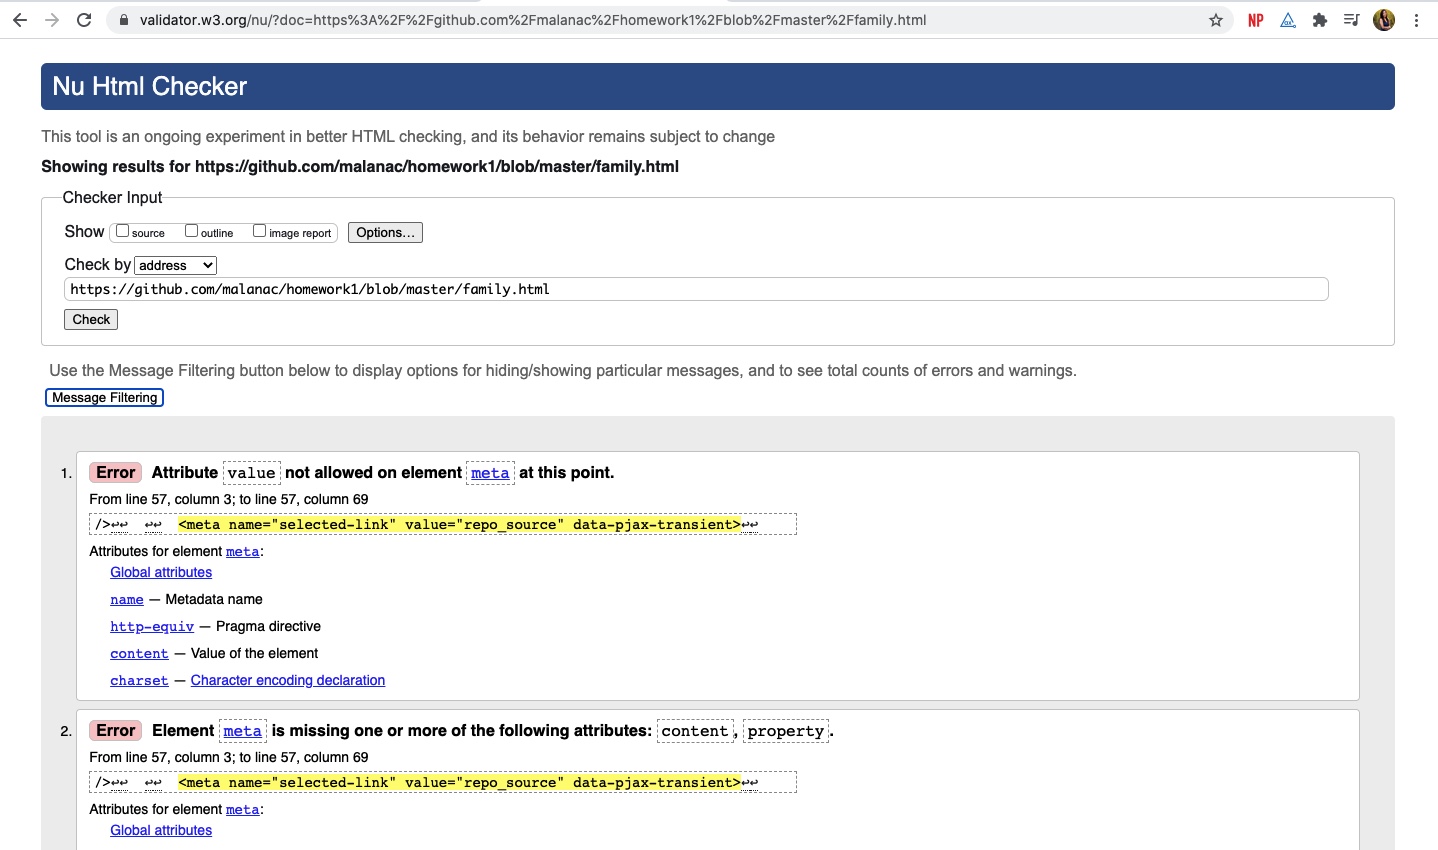 validator.w3.org/nu/?doc=https%3A%2F%2Fgithub.com%2Fmalanac%2Fhomework1%2Fblob%2Fmaster%2Ffamily.html
NP
Nu Html Checker
This tool is an ongoing experiment in better HTML checking, and its behavior remains subject to change
Showing results for https://github.com/malanac/homework1/blob/master/family.html
Checker Input
Show source outline image report Options...
Check by address
https://github.com/malanac/homework1/blob/master/family.html
Check
Use the Message Filtering button below to display options for hiding/showing particular messages, and to see total counts of errors and warnings.
Message Filtering
1. Error Attribute value not allowed on element meta at this point.
From line 57, column 3; to line 57, column 69
/>↩↩ ↩↩ <meta name="selected-link" value="repo_source" data-pjax-transient>↩↩
Attributes for element meta:
Global attributes
name — Metadata name
http-equiv — Pragma directive
content — Value of the element
charset — Character encoding declaration
2. Error Element meta is missing one or more of the following attributes: content, property.
From line 57, column 3; to line 57, column 69
/>↩↩ ↩↩ <meta name="selected-link" value="repo_source" data-pjax-transient>↩↩
Attributes for element meta:
Global attributes